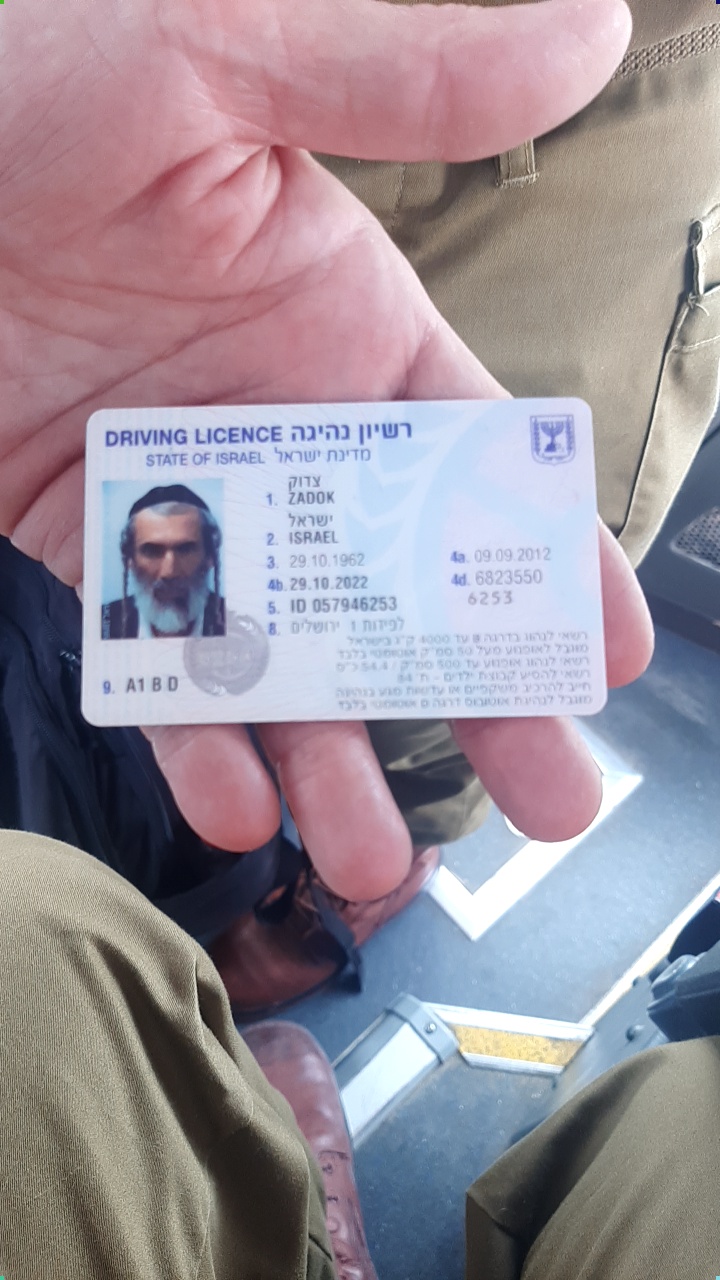 DRIVING LICENCE רשיון נהיגה
STATE OF ISRAEL מדינת ישראל
צדוק
1. ZADOK
ישראל
2. ISRAEL
3. 29.10.1962 4a. 09.09.2012
4b. 29.10.2022 4d. 6823550
5. ID 057946253 6253
8. לפידות 1 ירושלים
רשאי לנהוג בדרגה B עד 4000 ק"ג בישראל
מוגבל לאופנוע מעל 50 סמ"ק אוטומטי בלבד
רשאי לנהוג אופנוע עד 500 סמ"ק / 54.4 כ"ס
רשאי להסיע קבוצת ילדים - ת' 84
חייב להרכיב משקפיים או עדשות מגע בנהיגה
מוגבל לנהיגת אוטובוס דרגה D אוטומטי בלבד
9. A1 B D